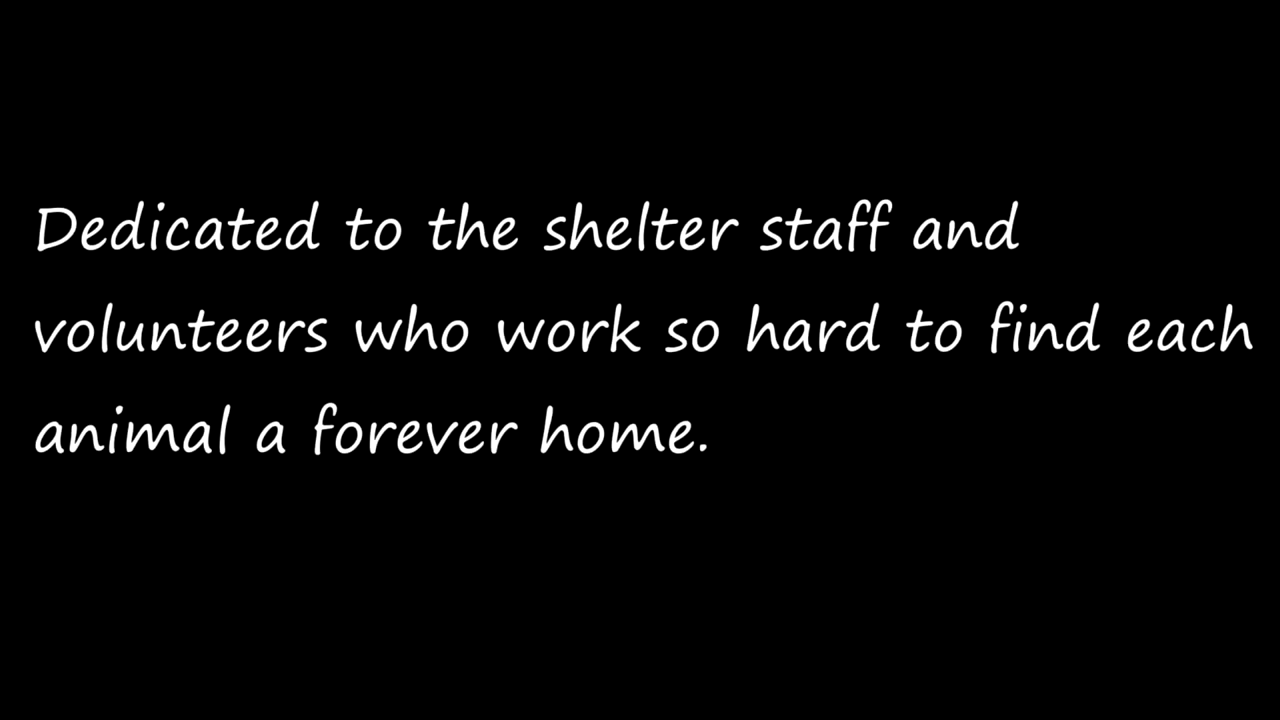 Dedicated to the shelter staff and
volunteers who work so hard to find each
animal a forever home.